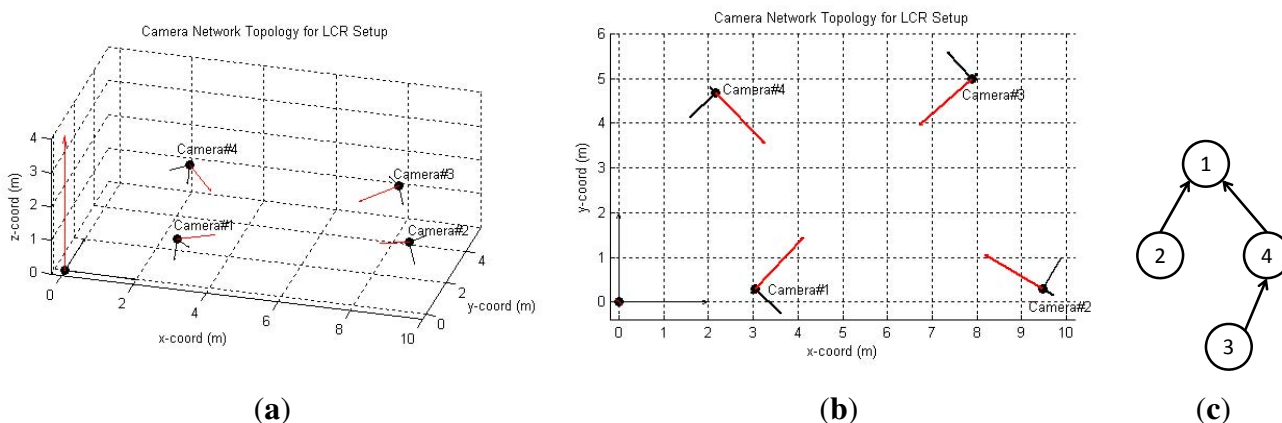 Camera Network Topology for LCR Setup
4
3
2
1
0
z-coord (m)
Camera#4
Camera#3
Camera#1
Camera#2
0
2
4
6
8
10
x-coord (m)
0
2
4
y-coord (m)
(a)
Camera Network Topology for LCR Setup
6
5
4
3
2
1
0
y-coord (m)
Camera#4
Camera#3
Camera#1
Camera#2
0 1 2 3 4 5 6 7 8 9 10
x-coord (m)
(b)
1
2
4
3
(c)